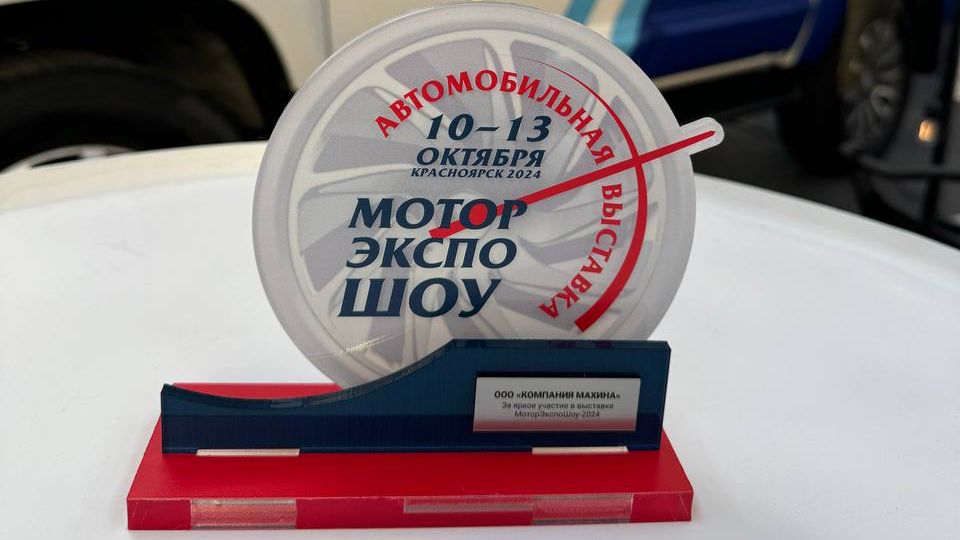 АВТОМОБИЛЬНАЯ ВЫСТАВКА
10–13
ОКТЯБРЯ
КРАСНОЯРСК 2024
МОТОР
ЭКСПО
ШОУ
ООО «КОМПАНИЯ МАХИНА»
За яркое участие в выставке
МоторЭкспоШоу-2024